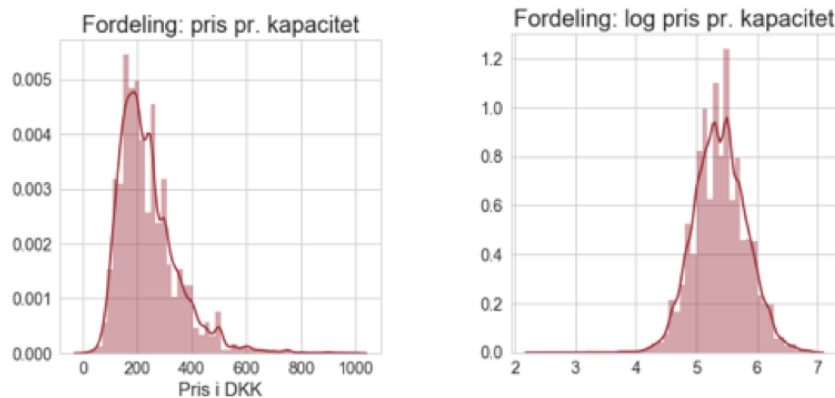 Fordeling: pris pr. kapacitet
0.005
0.004
0.003
0.002
0.001
0.000
0 200 400 600 800 1000
Pris i DKK
Fordeling: log pris pr. kapacitet
1.2
1.0
0.8
0.6
0.4
0.2
0.0
2 3 4 5 6 7